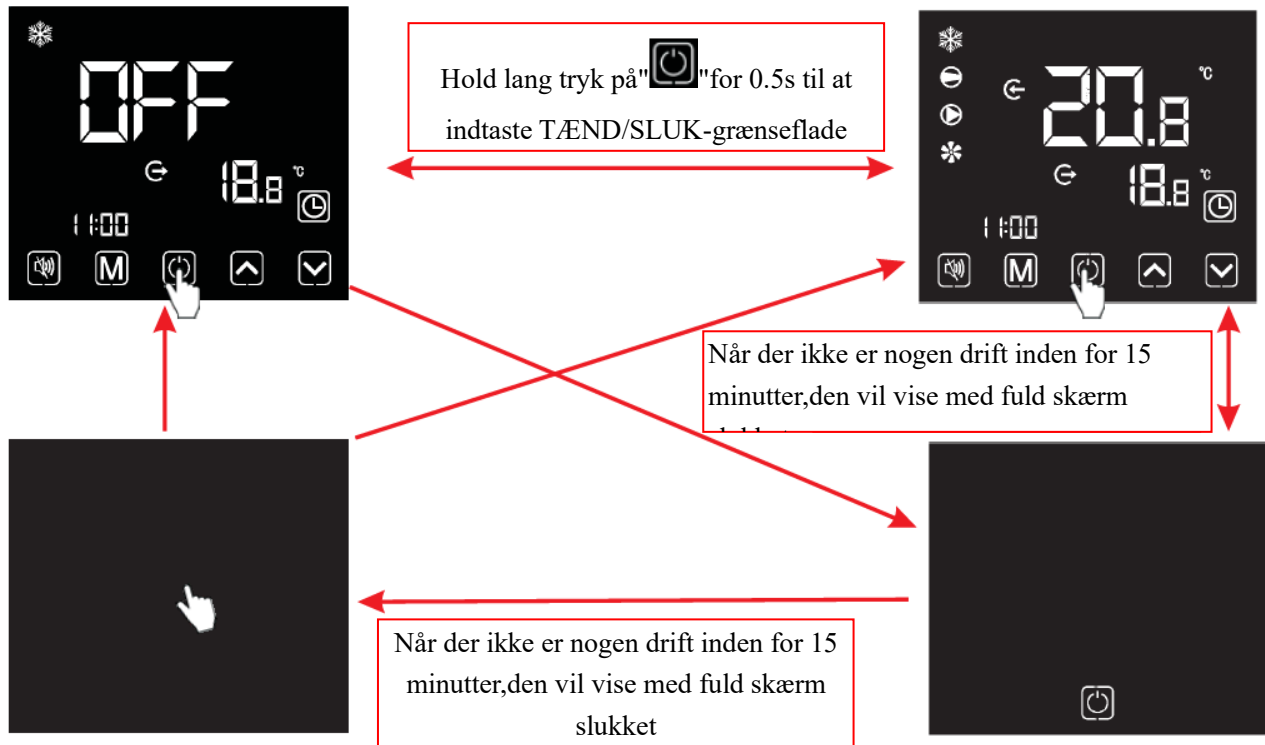 OFF
18.8 °C
11:00
M
Hold lang tryk på" "for 0.5s til at
indtaste TÆND/SLUK-grænseflade
20.8 °C
18.8 °C
11:00
M
Når der ikke er nogen drift inden for 15
minutter,den vil vise med fuld skærm
Når der ikke er nogen drift inden for 15
minutter,den vil vise med fuld skærm
slukket